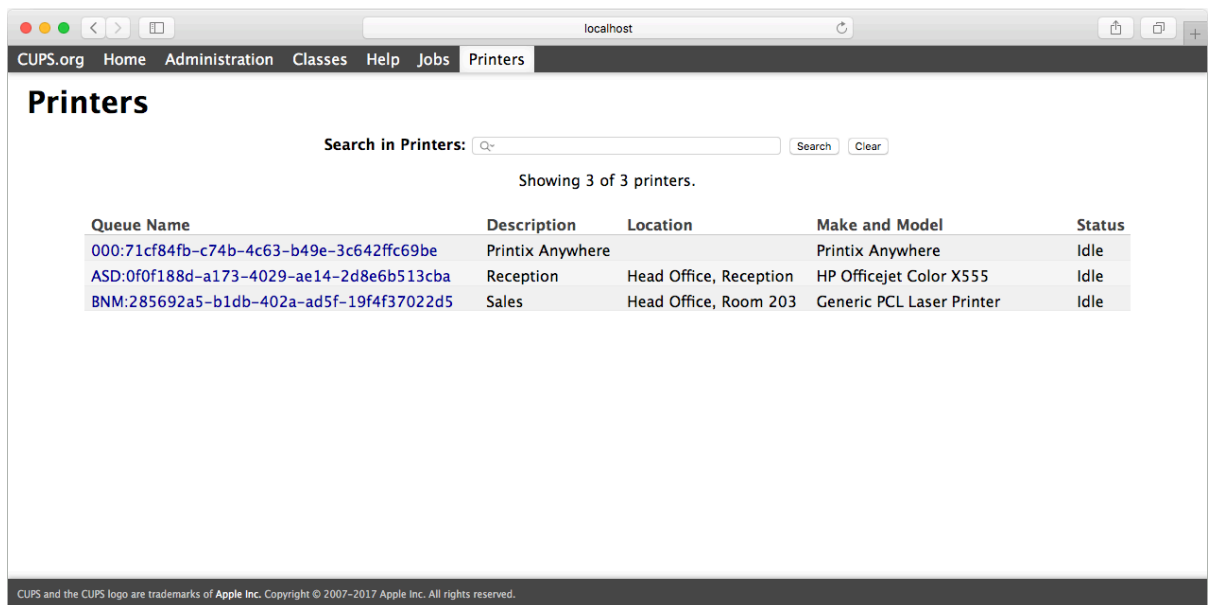 localhost
CUPS.org Home Administration Classes Help Jobs Printers
Printers
Search in Printers: Search Clear
Showing 3 of 3 printers.
Queue Name Description Location Make and Model Status
000:71cf84fb-c74b-4c63-b49e-3c642ffc69be Printix Anywhere Printix Anywhere Idle
ASD:0f0f188d-a173-4029-ae14-2d8e6b513cba Reception Head Office, Reception HP Officejet Color X555 Idle
BNM:285692a5-b1db-402a-ad5f-19f4f37022d5 Sales Head Office, Room 203 Generic PCL Laser Printer Idle
CUPS and the CUPS logo are trademarks of Apple Inc. Copyright © 2007-2017 Apple Inc. All rights reserved.